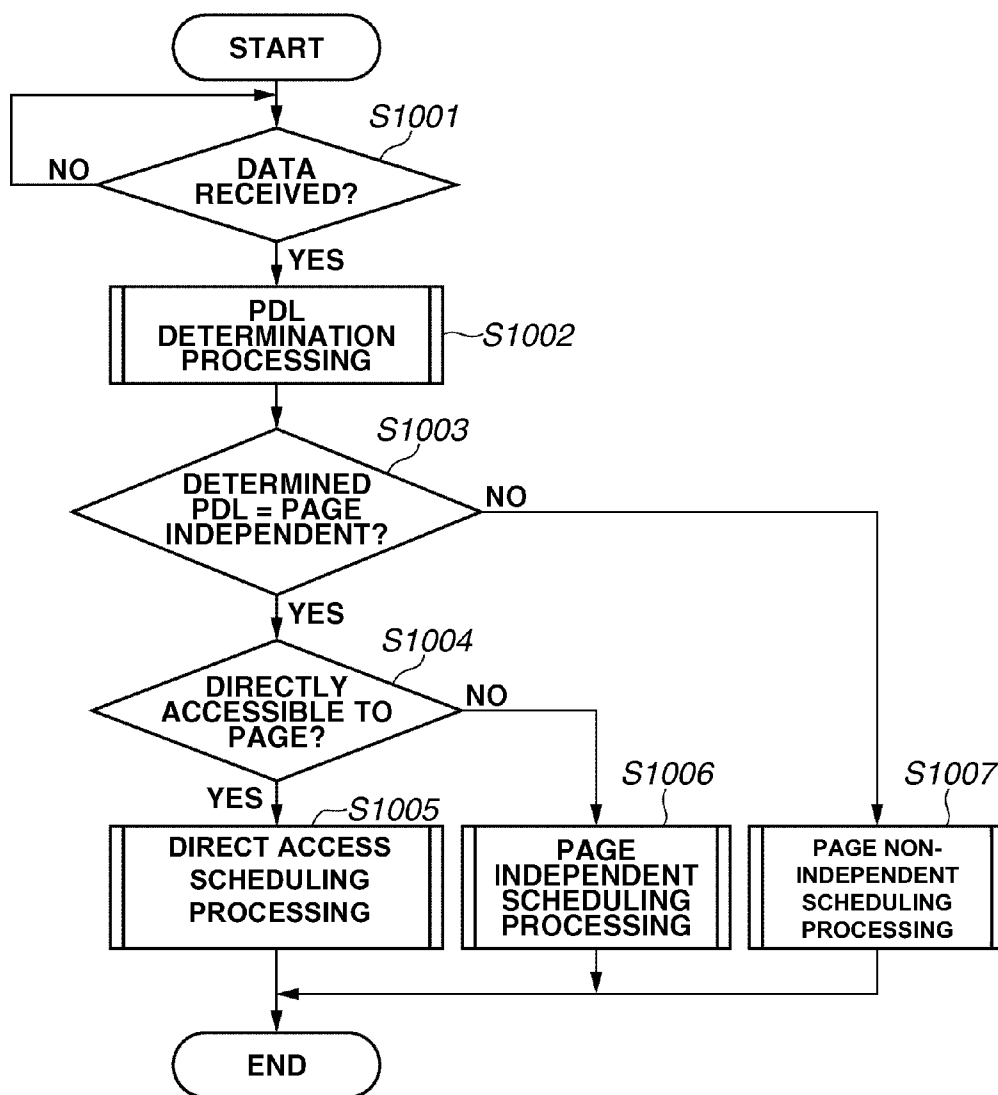 START
S1001
DATA
RECEIVED?
NO
YES
PDL
DETERMINATION
PROCESSING
S1002
S1003
DETERMINED
PDL = PAGE
INDEPENDENT?
NO
YES
S1004
DIRECTLY
ACCESSIBLE TO
PAGE?
NO
YES
S1005
DIRECT ACCESS
SCHEDULING
PROCESSING
S1006
PAGE
INDEPENDENT
SCHEDULING
PROCESSING
S1007
PAGE NON-
INDEPENDENT
SCHEDULING
PROCESSING
END